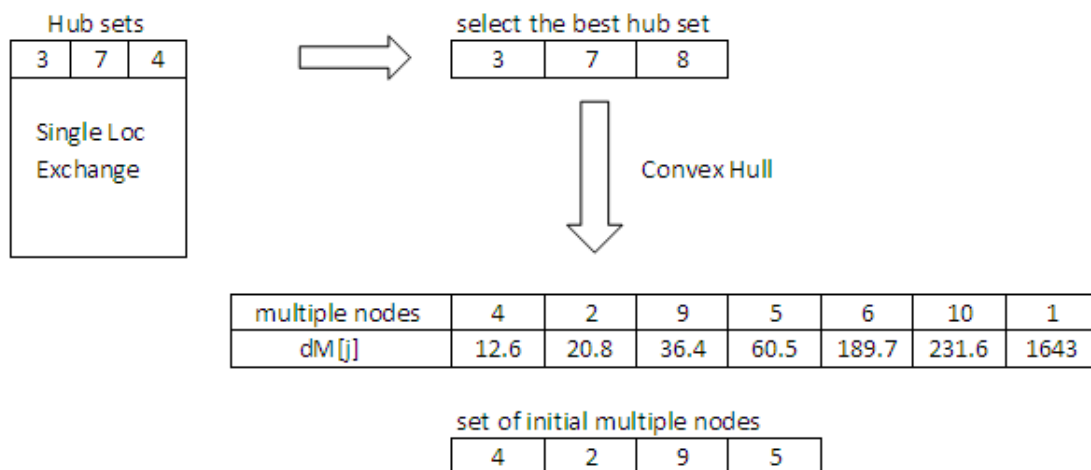 Hub sets
3 7 4
Single Loc
Exchange
select the best hub set
3 7 8
Convex Hull
multiple nodes 4 2 9 5 6 10 1
dM[j] 12.6 20.8 36.4 60.5 189.7 231.6 1643
set of initial multiple nodes
4 2 9 5